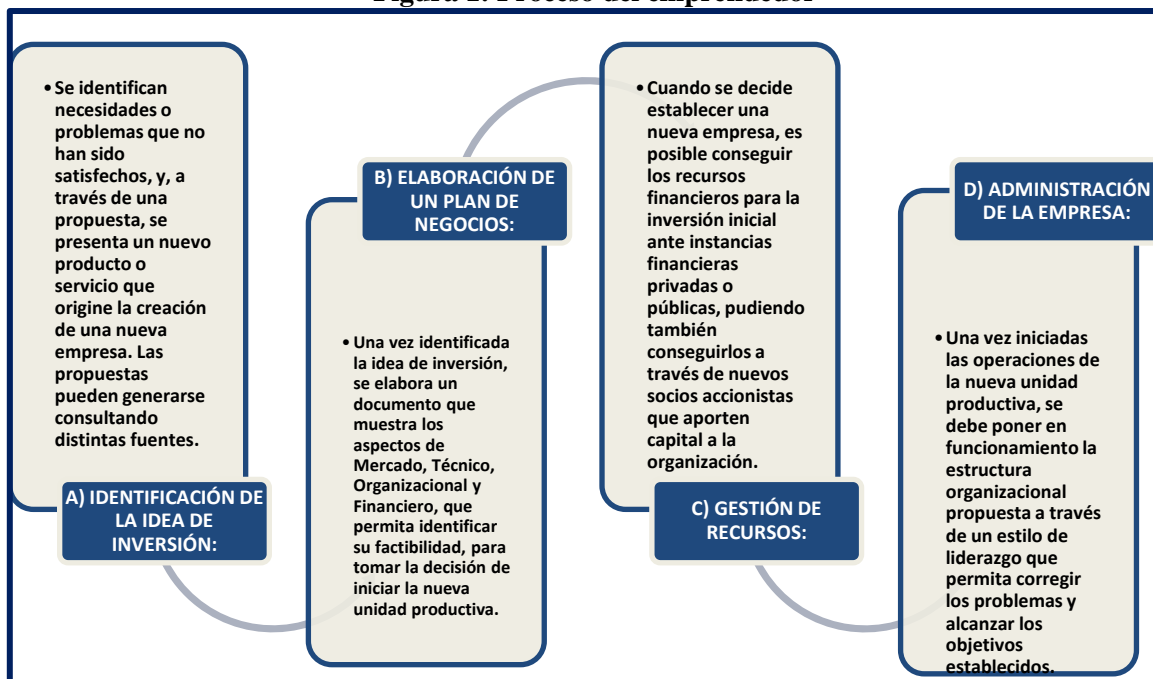 Proceso del emprendedor
• Se identifican
necesidades o
problemas que no
han sido
satisfechos, y, a
través de una
propuesta, se
presenta un nuevo
producto o
servicio que
origine la creación
de una nueva
empresa. Las
propuestas
pueden generarse
consultando
distintas fuentes.
A) IDENTIFICACIÓN DE
LA IDEA DE
INVERSIÓN:
B) ELABORACIÓN DE
UN PLAN DE
NEGOCIOS:
• Una vez identificada
la idea de inversión,
se elabora un
documento que
muestra los
aspectos de
Mercado, Técnico,
Organizacional y
Financiero, que
permita identificar
su factibilidad, para
tomar la decisión de
iniciar la nueva
unidad productiva.
• Cuando se decide
establecer una
nueva empresa, es
posible conseguir
los recursos
financieros para la
inversión inicial
ante instancias
financieras
privadas o
públicas, pudiendo
también
conseguirlos a
través de nuevos
socios accionistas
que aporten
capital a la
organización.
C) GESTIÓN DE
RECURSOS:
D) ADMINISTRACIÓN
DE LA EMPRESA:
• Una vez iniciadas
las operaciones de
la nueva unidad
productiva, se
debe poner en
funcionamiento la
estructura
organizacional
propuesta a través
de un estilo de
liderazgo que
permita corregir
los problemas y
alcanzar los
objetivos
establecidos.